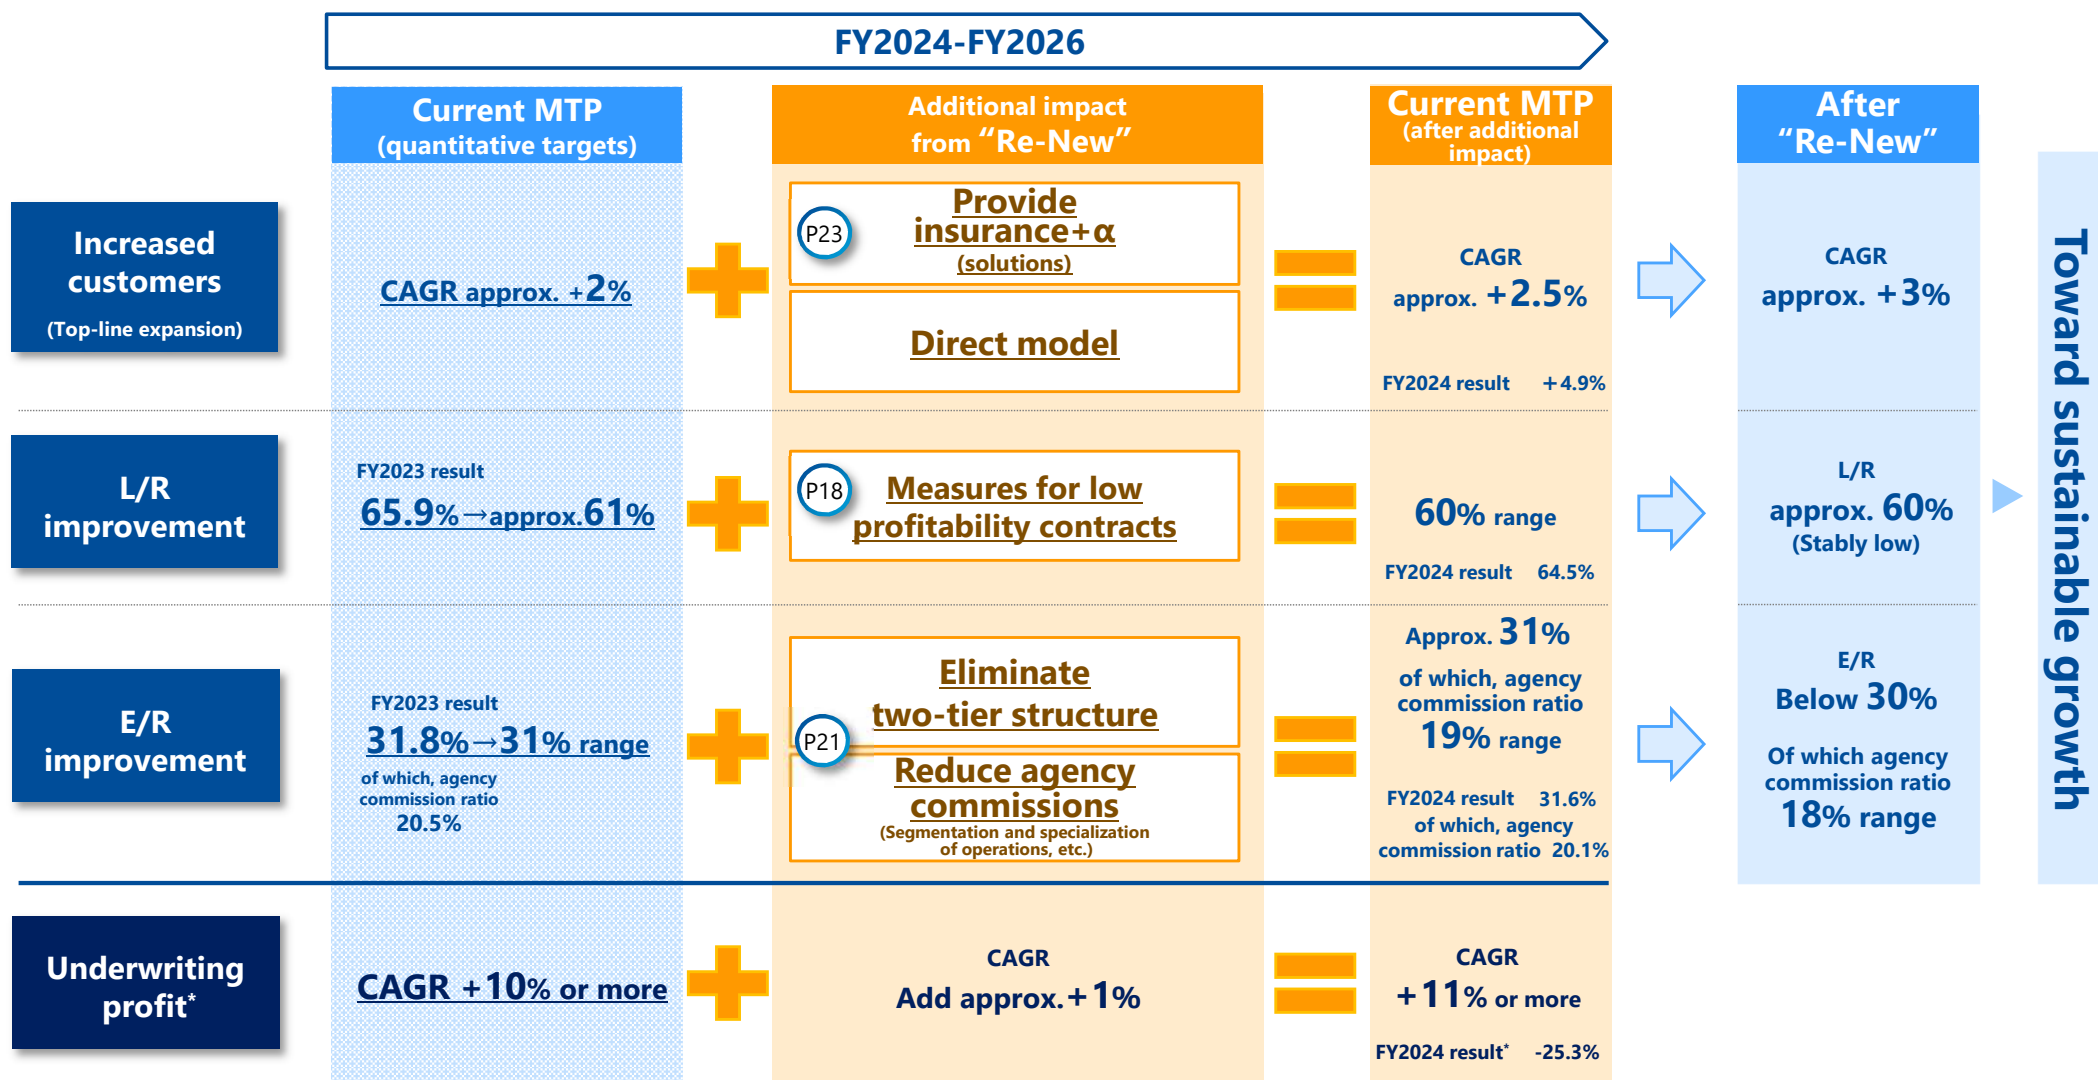 FY2024-FY2026
Current MTP
(quantitative targets)
Additional impact
from “Re-New”
Current MTP
(after additional
impact)
After
“Re-New”
Increased
customers
(Top-line expansion)
CAGR approx. +2%
P23
Provide
insurance+α
(solutions)
Direct model
CAGR
approx. +2.5%
FY2024 result +4.9%
CAGR
approx. +3%
L/R
improvement
FY2023 result
65.9%→approx.61%
P18
Measures for low
profitability contracts
60% range
FY2024 result 64.5%
L/R
approx. 60%
(Stably low)
E/R
improvement
FY2023 result
31.8%→31% range
of which, agency
commission ratio
20.5%
P21
Eliminate
two-tier structure
Reduce agency
commissions
(Segmentation and specialization
of operations, etc.)
Approx. 31%
of which, agency
commission ratio
19% range
FY2024 result 31.6%
of which, agency
commission ratio 20.1%
E/R
Below 30%
Of which agency
commission ratio
18% range
Underwriting
profit*
CAGR +10% or more
CAGR
Add approx.+1%
CAGR
+11% or more
FY2024 result* -25.3%
Toward sustainable growth